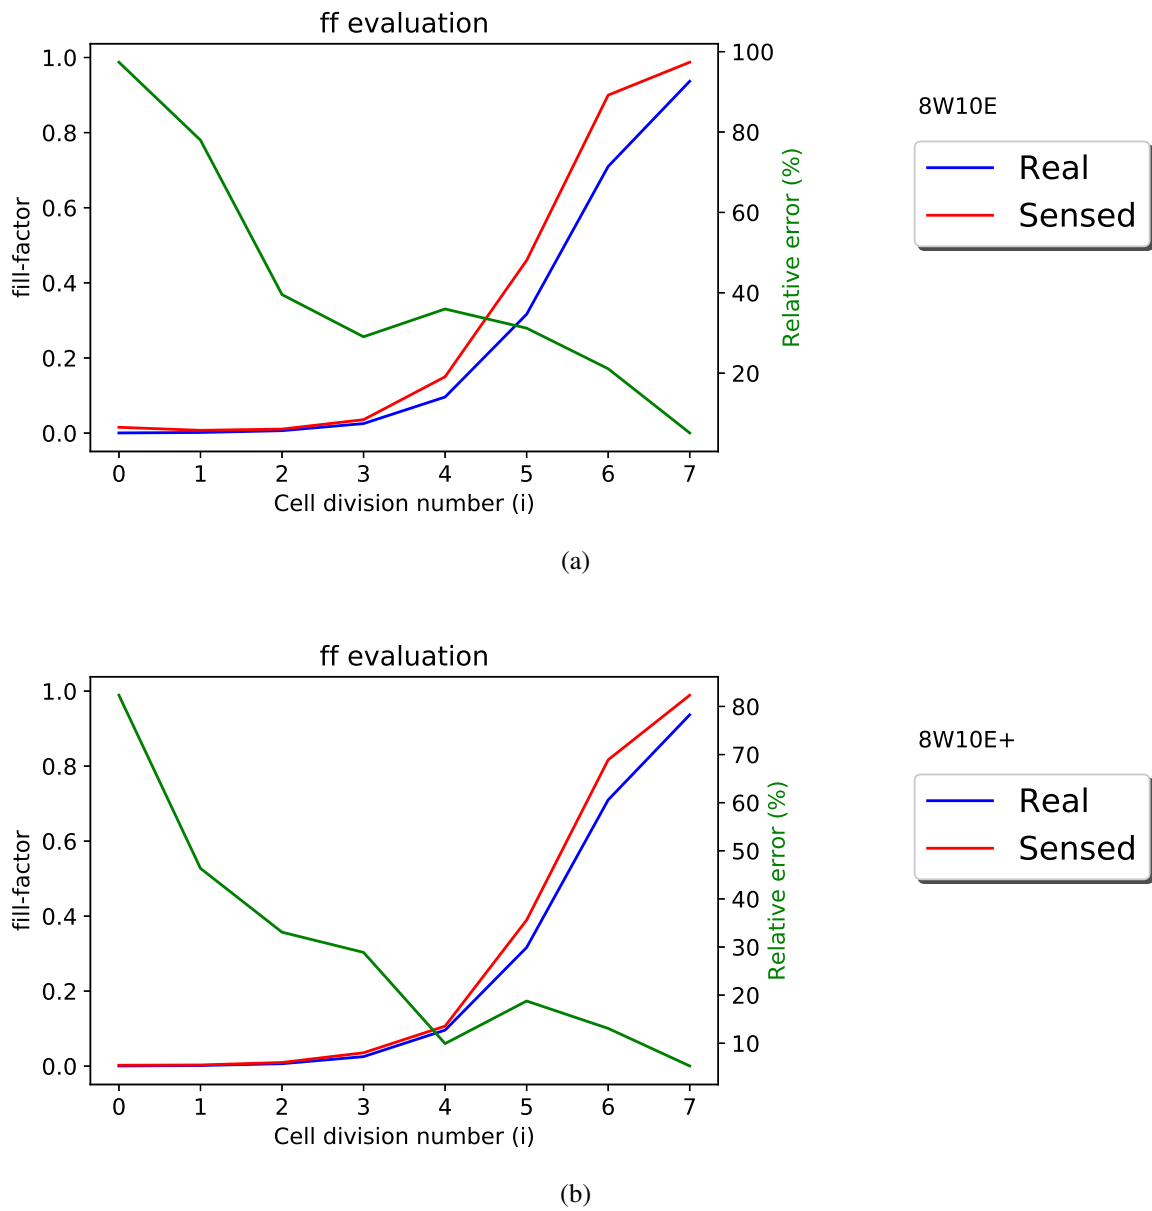 ff evaluation
1.0
0.8
0.6
0.4
0.2
0.0
fill-factor
0 1 2 3 4 5 6 7
Cell division number (i)
100
80
60
40
20
Relative error (%)
8W10E
Real
Sensed
(a)
ff evaluation
1.0
0.8
0.6
0.4
0.2
0.0
fill-factor
0 1 2 3 4 5 6 7
Cell division number (i)
80
70
60
50
40
30
20
10
Relative error (%)
8W10E+
Real
Sensed
(b)